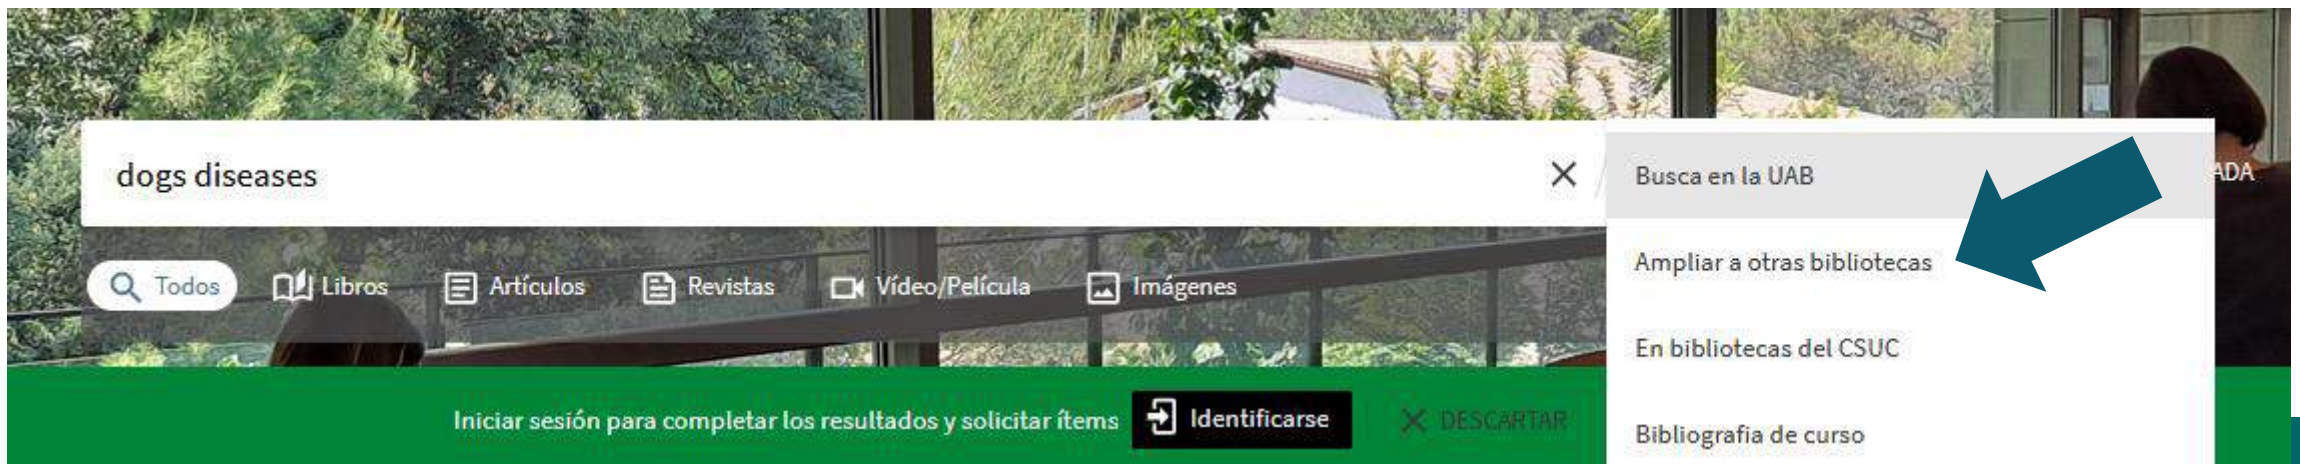 dogs diseases
Busca en la UAB
ADA
Ampliar a otras bibliotecas
Todos
Libros
Artículos
Revistas
Vídeo/Película
Imágenes
En bibliotecas del CSUC
Iniciar sesión para completar los resultados y solicitar ítems
Identificarse
DESCARTAR
Bibliografía de curso